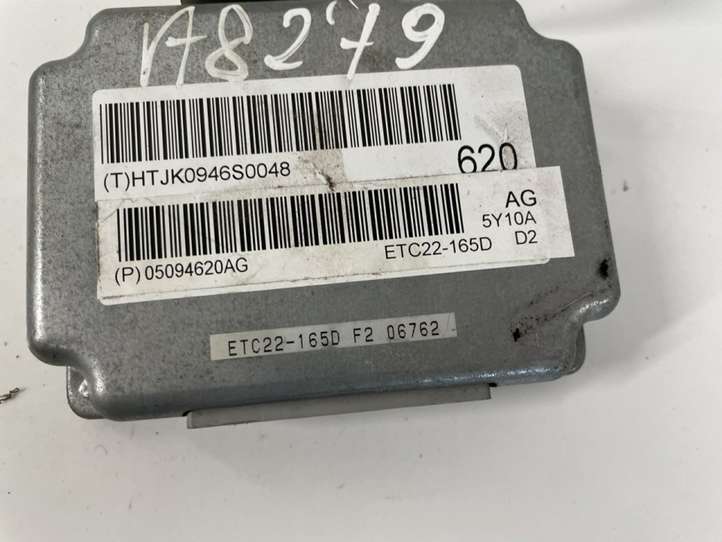 A8279
(T)HTJK0946S0048 620
AG
5Y10A
(P) 05094620AG ETC22-165D D2
ETC22-165D F2 06762